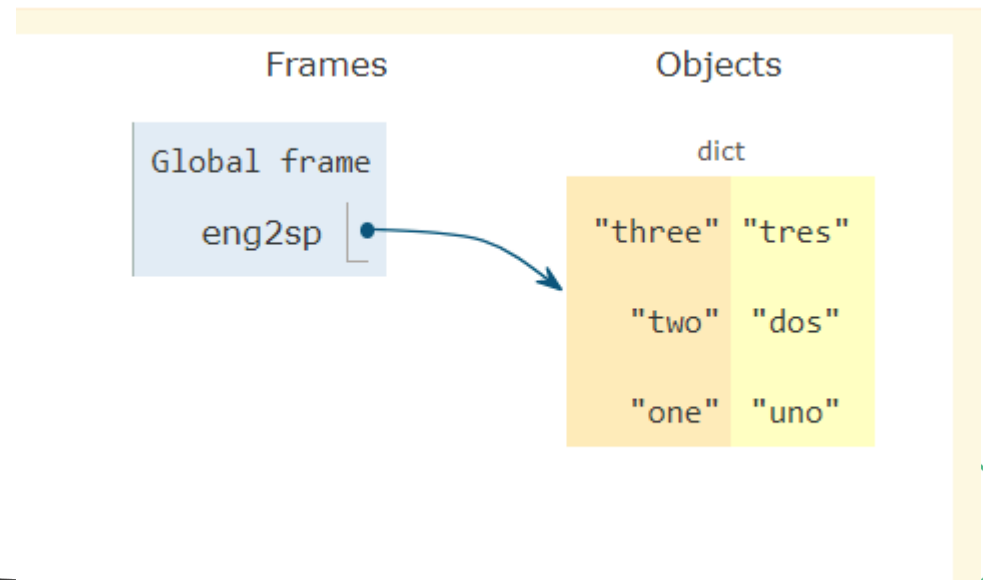 Frames Objects
Global frame
dict
eng2sp
"three" "tres"
"two" "dos"
"one" "uno"